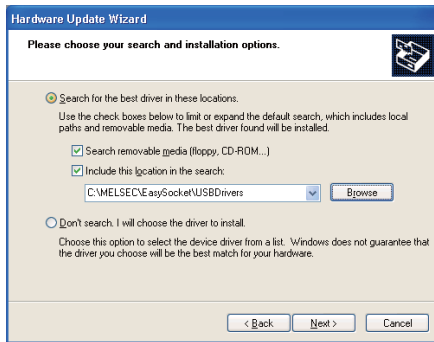 Hardware Update Wizard
Please choose your search and installation options.
Search for the best driver in these locations.
Use the check boxes below to limit or expand the default search, which includes local
paths and removable media. The best driver found will be installed.
Search removable media (floppy, CD-ROM...)
Include this location in the search:
C:\MELSEC\EasySocket\USBDrivers
Browse
Don't search. I will choose the driver to install.
Choose this option to select the device driver from a list. Windows does not guarantee that
the driver you choose will be the best match for your hardware.
< Back Next > Cancel